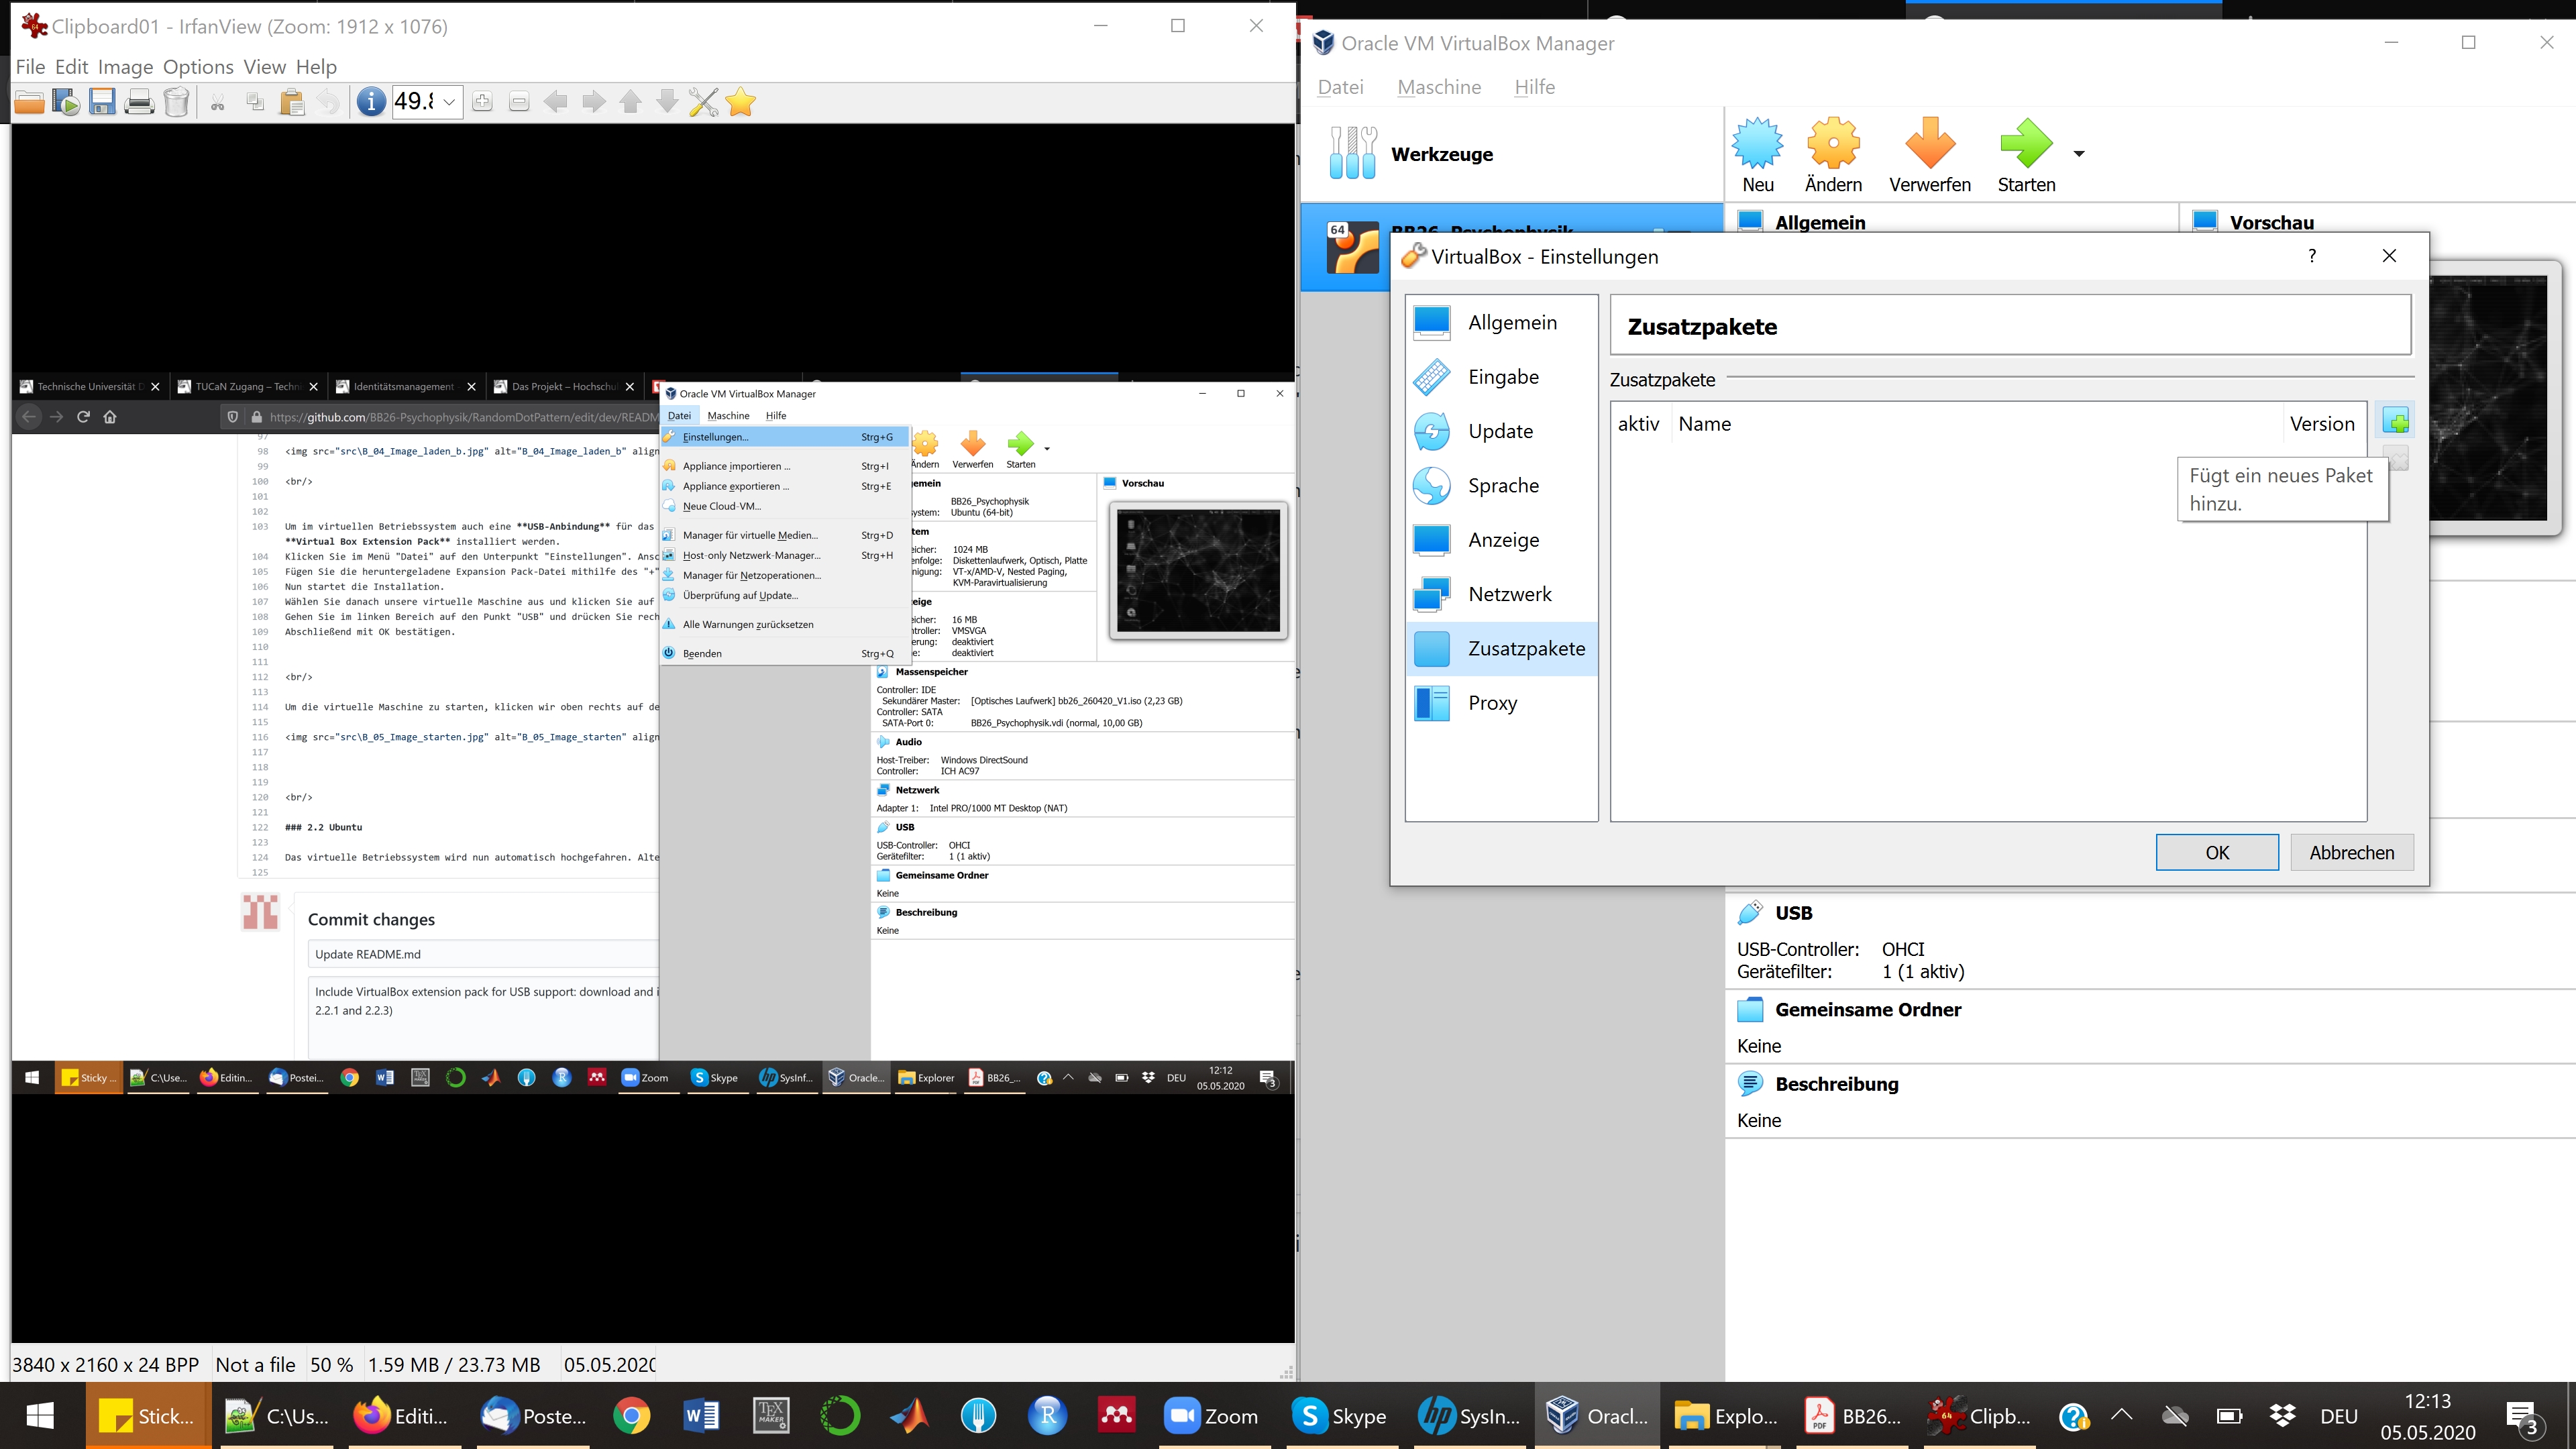 Clipboard01 - IrfanView (Zoom: 1912 x 1076)
File Edit Image Options View Help
Technische Universität
TUCaN Zugang – Techni
Identitätsmanagement
Das Projekt – Hochschul
https://github.com/BB26-Psychophysik/RandomDotPattern/edit/dev/READM
97
98 <img src="src\B_04_Image_laden_b.jpg" alt="B_04_Image_laden_b" align
99
100 <br/>
101
102
103 Um im virtuellen Betriebssystem auch eine **USB-Anbindung** für das
**Virtual Box Extension Pack** installiert werden.
104 Klicken Sie im Menü "Datei" auf den Unterpunkt "Einstellungen". Ansc
105 Fügen Sie die heruntergeladene Expansion Pack-Datei mithilfe des "+"
106 Nun startet die Installation.
107 Wählen Sie danach unsere virtuelle Maschine aus und klicken Sie auf
108 Gehen Sie im linken Bereich auf den Punkt "USB" und drücken Sie rech
109 Abschließend mit OK bestätigen.
110
111
112 <br/>
113
114 Um die virtuelle Maschine zu starten, klicken wir oben rechts auf de
115
116 <img src="src\B_05_Image_starten.jpg" alt="B_05_Image_starten" align
117
118
119
120 <br/>
121
122 ### 2.2 Ubuntu
123
124 Das virtuelle Betriebssystem wird nun automatisch hochgefahren. Alte
125
Commit changes
Update README.md
Include VirtualBox extension pack for USB support: download and i
2.2.1 and 2.2.3)
Oracle VM VirtualBox Manager
Datei Maschine Hilfe
Einstellungen... Strg+G
Appliance importieren ... Strg+I
Appliance exportieren ... Strg+E
Neue Cloud-VM...
Manager für virtuelle Medien... Strg+D
Host-only Netzwerk-Manager... Strg+H
Manager für Netzoperationen...
Überprüfung auf Update...
Alle Warnungen zurücksetzen
Beenden Strg+Q
Ändern Verwerfen Starten
emein
BB26_Psychophysik
system: Ubuntu (64-bit)
tem
eicher: 1024 MB
enfolge: Diskettenlaufwerk, Optisch, Platte
nigung: VT-x/AMD-V, Nested Paging,
KVM-Paravirtualisierung
eige
eicher: 16 MB
ntroller: VMSVGA
erung: deaktiviert
e: deaktiviert
Vorschau
Massenspeicher
Controller: IDE
Sekundärer Master: [Optisches Laufwerk] bb26_260420_V1.iso (2,23 GB)
Controller: SATA
SATA-Port 0: BB26_Psychophysik.vdi (normal, 10,00 GB)
Audio
Host-Treiber: Windows DirectSound
Controller: ICH AC97
Netzwerk
Adapter 1: Intel PRO/1000 MT Desktop (NAT)
USB
USB-Controller: OHCI
Gerätefilter: 1 (1 aktiv)
Gemeinsame Ordner
Keine
Beschreibung
Keine
Sticky ... C:\Use... Editin... Postei... Zoom Skype SysInf... Oracle... Explorer BB26_... DEU 12:12
05.05.2020 3
3840 x 2160 x 24 BPP Not a file 50 % 1.59 MB / 23.73 MB 05.05.2020
Oracle VM VirtualBox Manager
Datei Maschine Hilfe
Werkzeuge
Neu Ändern Verwerfen Starten
64 BB26_Psychophysik
Allgemein
Vorschau
VirtualBox - Einstellungen ?
Allgemein
Eingabe
Update
Sprache
Anzeige
Netzwerk
Zusatzpakete
Proxy
Zusatzpakete
Zusatzpakete
aktiv Name Version
Fügt ein neues Paket
hinzu.
OK Abbrechen
USB
USB-Controller: OHCI
Gerätefilter: 1 (1 aktiv)
Gemeinsame Ordner
Keine
Beschreibung
Keine
Stick... C:\Us... Editi... Poste... Zoom Skype SysIn... Oracl... Explo... BB26... Clipb... DEU 12:13
05.05.2020 3